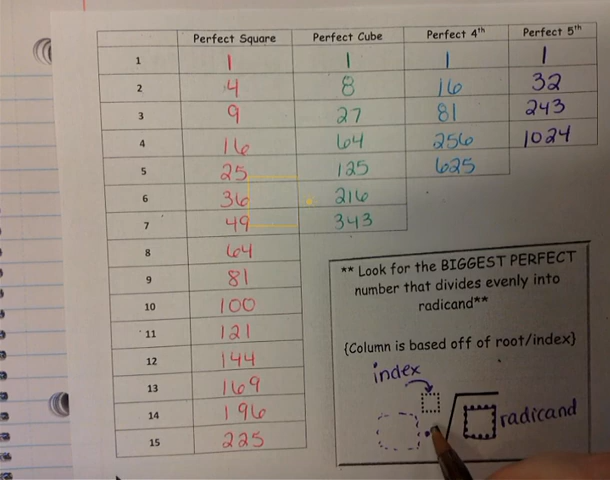 Perfect Square Perfect Cube Perfect 4th Perfect 5th
1 1 1 1 1
2 4 8 16 32
3 9 27 81 243
4 16 64 256 1024
5 25 125 625
6 36 216
7 49 343
8 64
9 81
10 100
11 121
12 144
13 169
14 196
15 225
** Look for the BIGGEST PERFECT
number that divides evenly into
radicand**
{Column is based off of root/index}
index
radicand